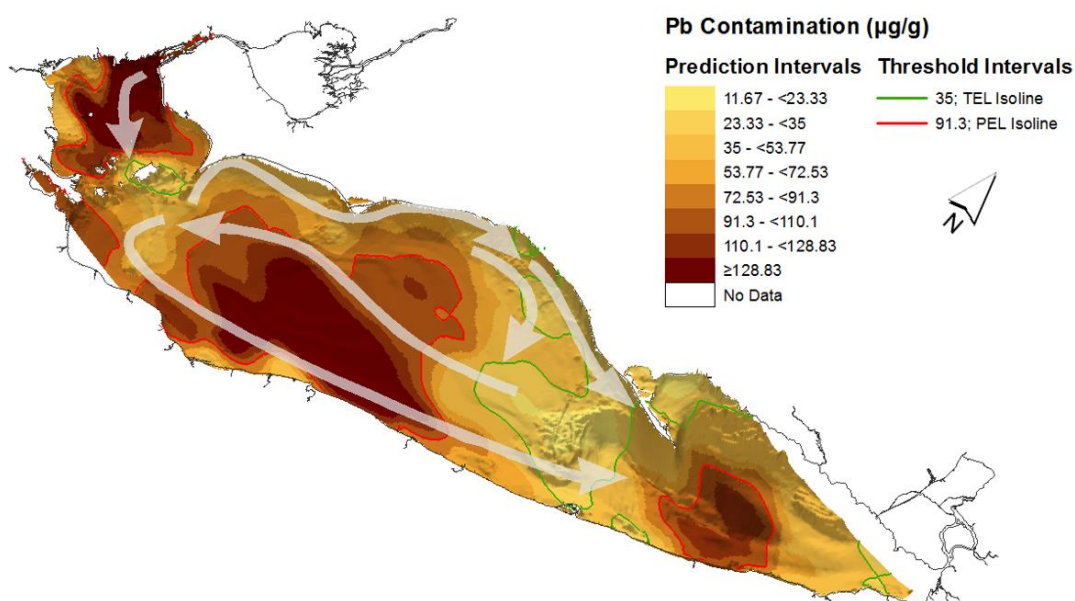 Pb Contamination (µg/g)
Prediction Intervals
11.67 - <23.33
23.33 - <35
35 - <53.77
53.77 - <72.53
72.53 - <91.3
91.3 - <110.1
110.1 - <128.83
≥128.83
No Data
Threshold Intervals
35; TEL Isoline
91.3; PEL Isoline
N